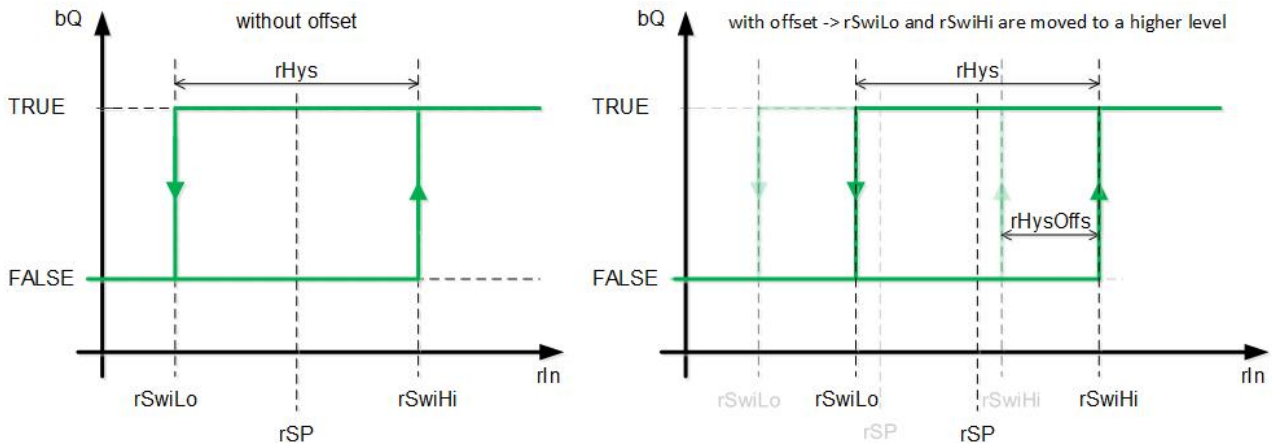 bQ
without offset
rHys
TRUE
FALSE
rIn
rSwiLo
rSwiHi
rSP
bQ
with offset -> rSwiLo and rSwiHi are moved to a higher level
rHys
TRUE
rHysOffs
FALSE
rIn
rSwiLo
rSwiLo
rSwiHi
rSwiHi
rSP
rSP